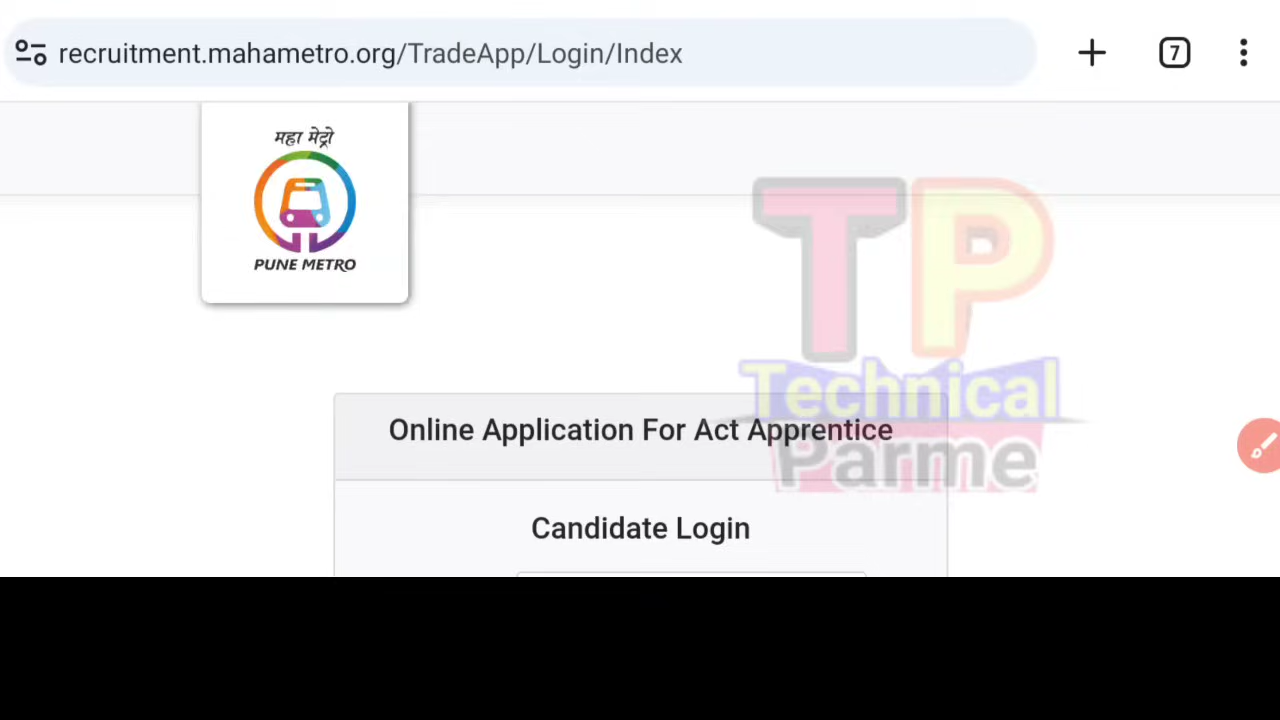 recruitment.mahametro.org/TradeApp/Login/Index
7
महा मेट्रो
PUNE METRO
TP
Technical
Parme
Online Application For Act Apprentice
Candidate Login